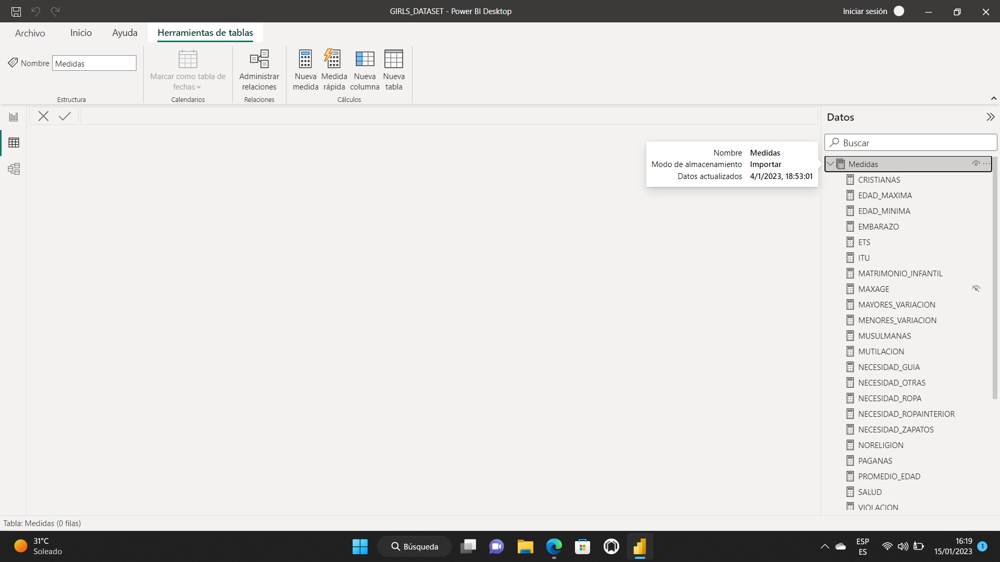 GIRLS_DATASET - Power BI Desktop
Iniciar sesión
Archivo
Inicio
Ayuda
Herramientas de tablas
Nombre
Medidas
Estructura
Marcar como tabla de
fechas
Calendarios
Administrar
relaciones
Relaciones
Nueva
medida
Medida
rápida
Nueva
columna
Nueva
tabla
Cálculos
Datos
Buscar
Nombre Medidas
Modo de almacenamiento Importar
Datos actualizados 4/1/2023, 18:53:01
Medidas
CRISTIANAS
EDAD_MAXIMA
EDAD_MINIMA
EMBARAZO
ETS
ITU
MATRIMONIO_INFANTIL
MAXAGE
MAYORES_VARIACION
MENORES_VARIACION
MUSULMANAS
MUTILACION
NECESIDAD_GUIA
NECESIDAD_OTRAS
NECESIDAD_ROPA
NECESIDAD_ROPAINTERIOR
NECESIDAD_ZAPATOS
NORELIGION
PAGANAS
PROMEDIO_EDAD
SALUD
VIOLACION
Tabla: Medidas (0 filas)
31°C
Soleado
Búsqueda
ESP
ES
16:19
15/01/2023
1